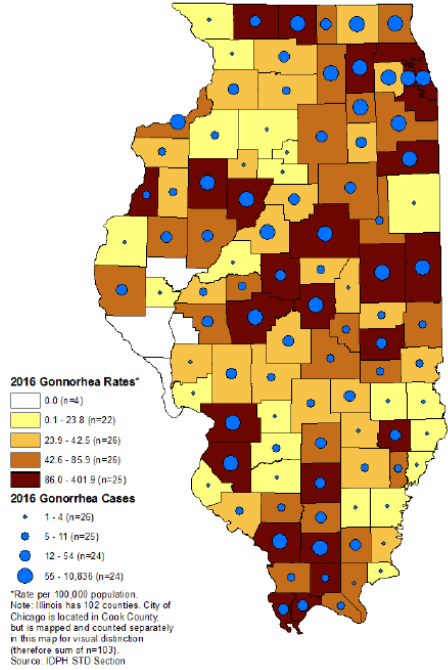 2016 Gonnorhea Rates*
0.0 (n=4)
0.1 - 23.8 (n=22)
23.9 - 42.5 (n=26)
42.6 - 85.9 (n=26)
86.0 - 401.9 (n=25)
2016 Gonorrhea Cases
1 - 4 (n=26)
5 - 11 (n=25)
12 - 54 (n=24)
55 - 10,836 (n=24)
*Rate per 100,000 population.
Note: Illinois has 102 counties. City of
Chicago is located in Cook County,
but is mapped and counted separately
in this map for visual distinction
(therefore sum of n=103).
Source: IDPH STD Section